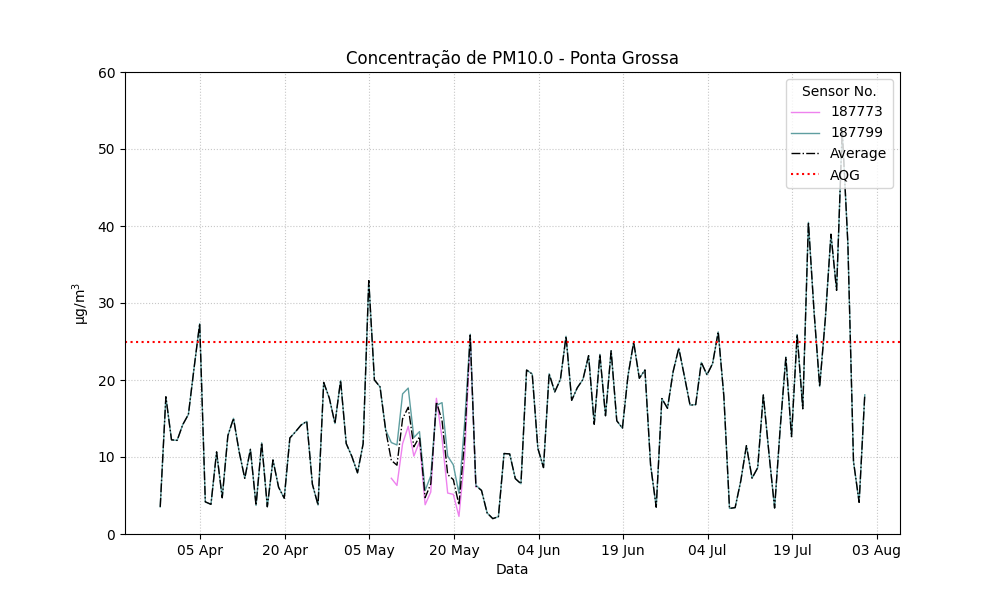 Concentração de PM10.0 - Ponta Grossa
Sensor No.
187773
187799
Average
AQG
60
50
40
30
20
10
0
µg/m³
05 Apr
20 Apr
05 May
20 May
04 Jun
19 Jun
04 Jul
19 Jul
03 Aug
Data